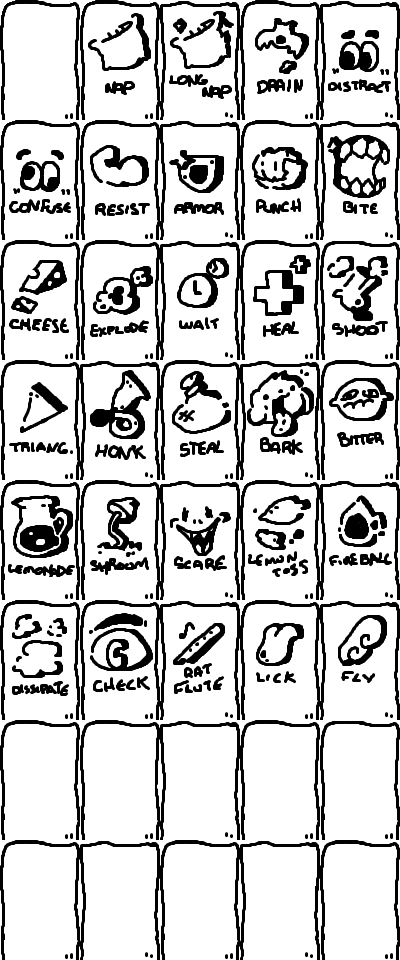 NAP
LONG
NAP
DRAIN
DISTRACT
CONFUSE
RESIST
ARMOR
PUNCH
BITE
CHEESE
EXPLODE
WAIT
HEAL
SHOOT
TRIANG.
HONK
STEAL
BARK
BITTER
LEMONADE
SHROOM
SCARE
LEMON
TOSS
FIREBALL
DISSIPATE
CHECK
RAT
FLUTE
LICK
FLY